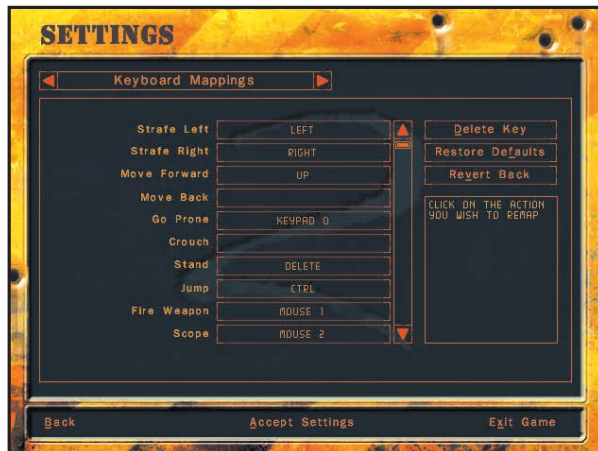 SETTINGS
Keyboard Mappings
Strafe Left LEFT
Strafe Right RIGHT
Move Forward UP
Move Back
Go Prone KEYPAD 0
Crouch
Stand DELETE
Jump CTRL
Fire Weapon MOUSE 1
Scope MOUSE 2
Delete Key
Restore Defaults
Revert Back
CLICK ON THE ACTION
YOU WISH TO REMAP
Back Accept Settings Exit Game